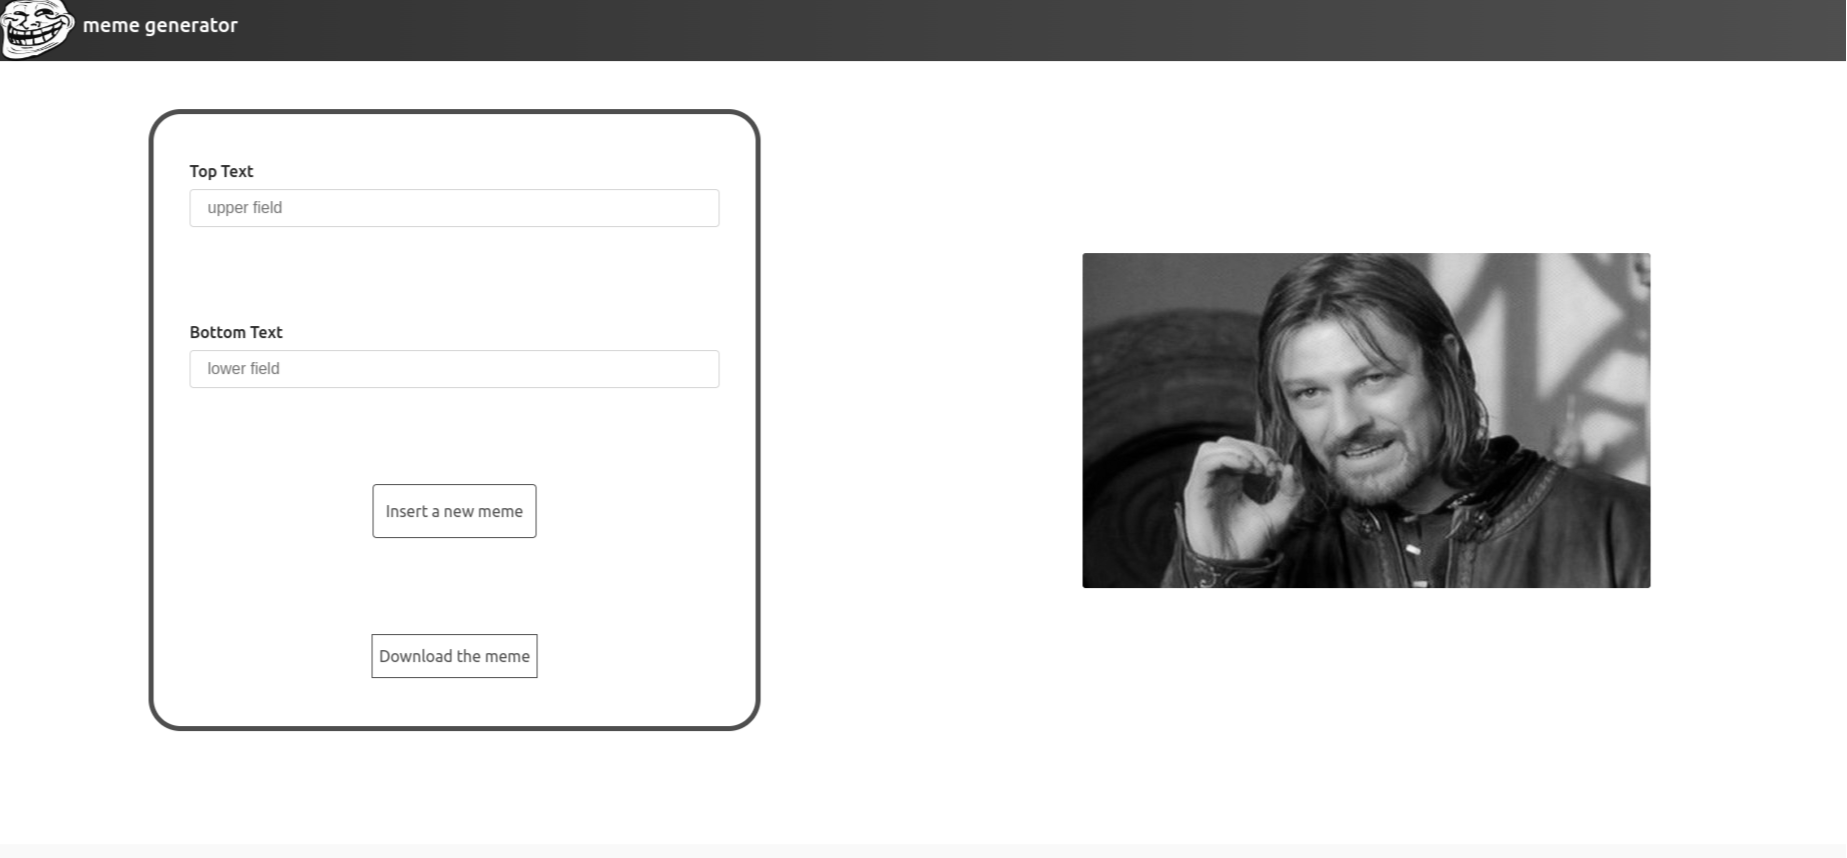 meme generator
Top Text
upper field
Bottom Text
lower field
Insert a new meme
Download the meme